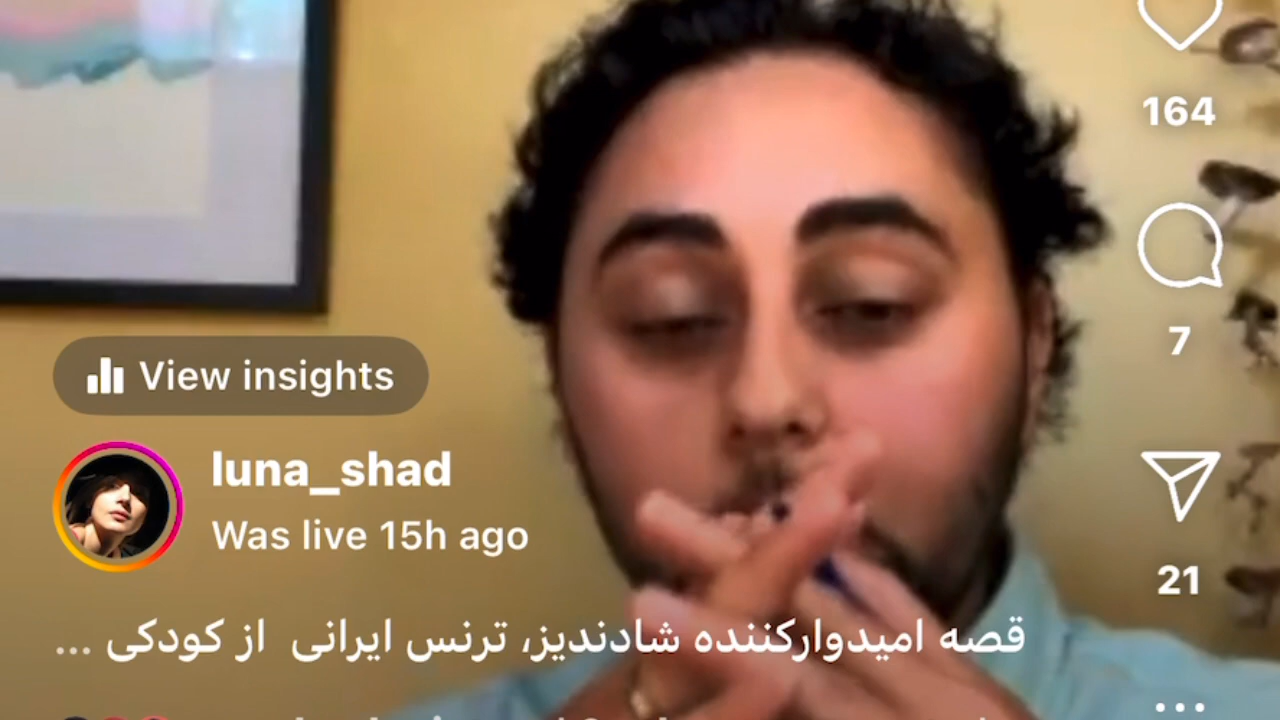 164
7
View insights
luna_shad
Was live 15h ago
21
قصه امیدوارکننده شادندیز، ترنس ایرانی از کودکی ...